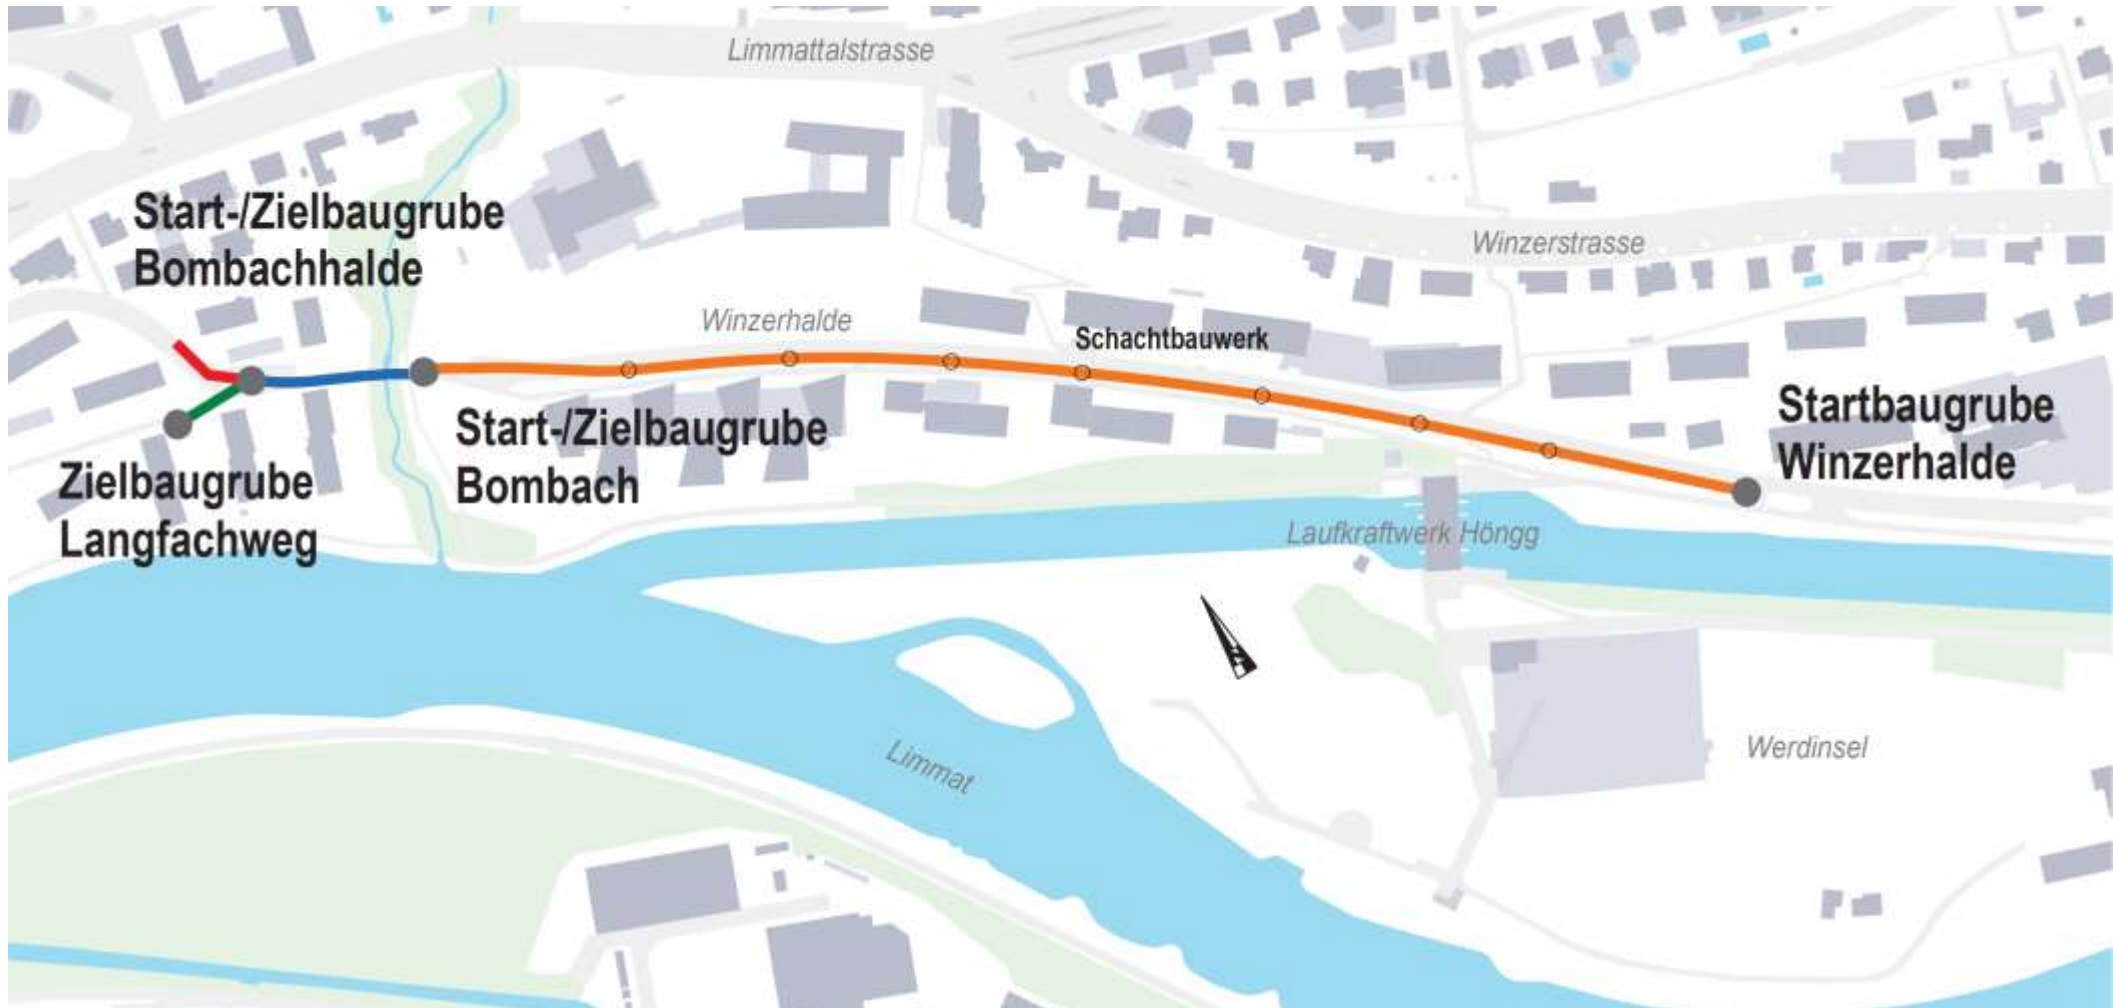 Limmattalstrasse
Start-/Zielbaugrube
Bombachhalde
Winzerstrasse
Winzerhalde
Schachtbauwerk
Startbaugrube
Winzerhalde
Start-/Zielbaugrube
Bombach
Zielbaugrube
Langfachweg
Laufkraftwerk Höngg
N
Werdinsel
Limmat